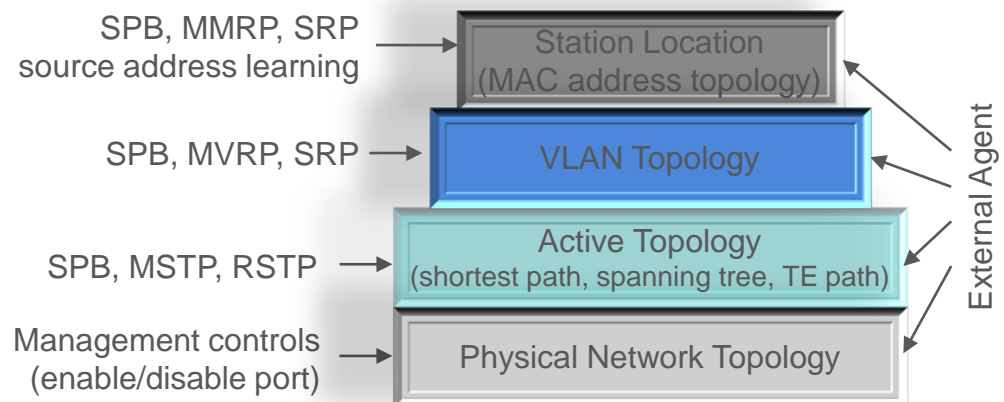 SPB, MMRP, SRP
source address learning
Station Location
(MAC address topology)
SPB, MVRP, SRP
VLAN Topology
SPB, MSTP, RSTP
Active Topology
(shortest path, spanning tree, TE path)
Management controls
(enable/disable port)
Physical Network Topology
External Agent